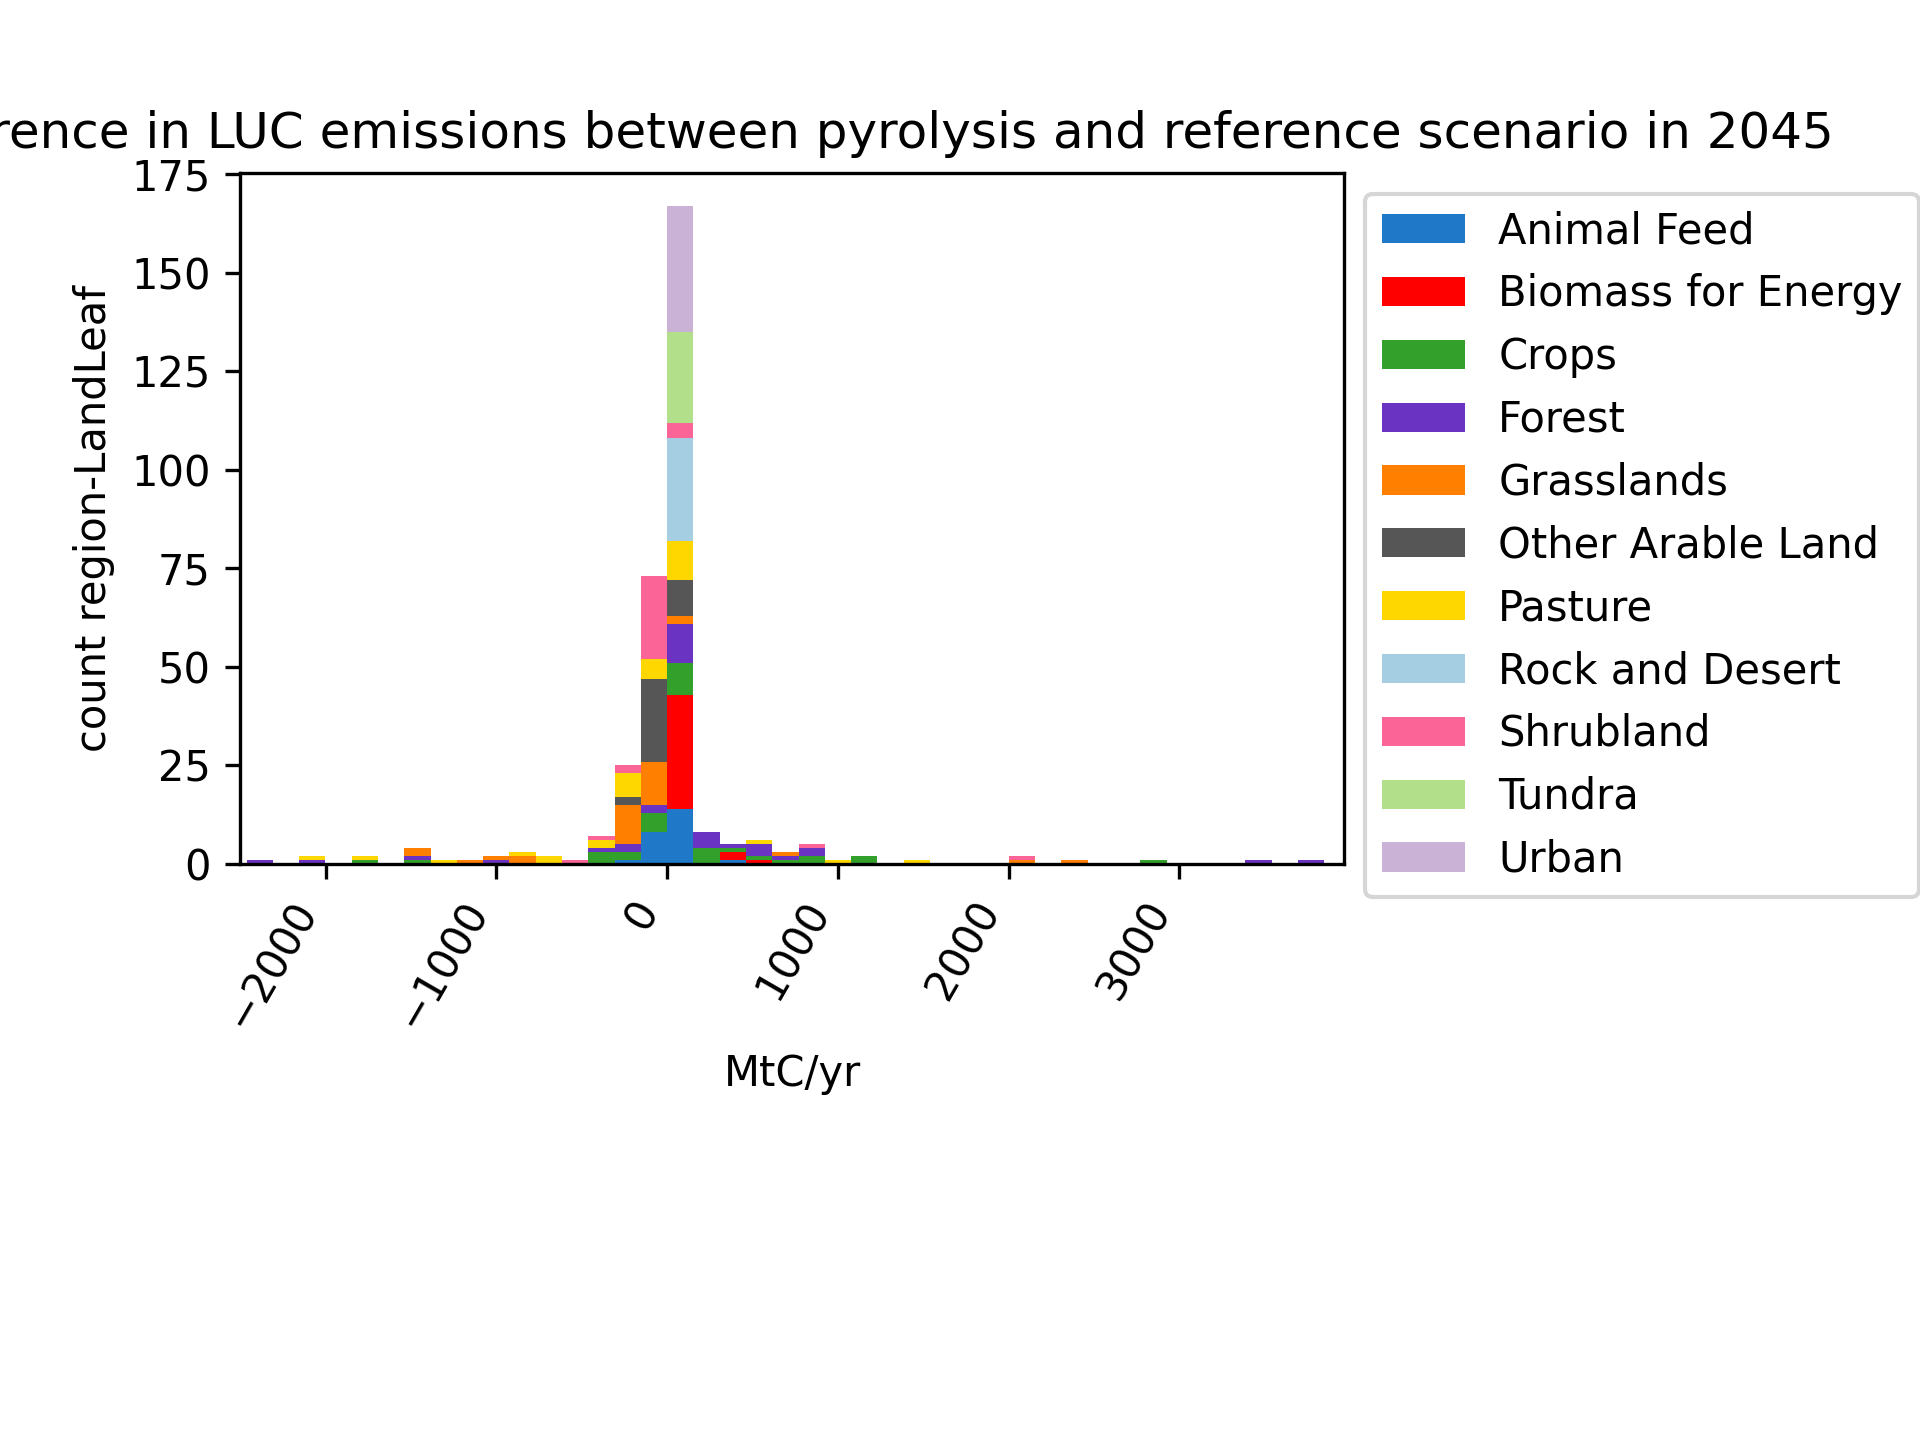 rence in LUC emissions between pyrolysis and reference scenario in 2045
175
150
125
100
75
50
25
0
count region-LandLeaf
−2000
−1000
0
1000
2000
3000
MtC/yr
Animal Feed
Biomass for Energy
Crops
Forest
Grasslands
Other Arable Land
Pasture
Rock and Desert
Shrubland
Tundra
Urban